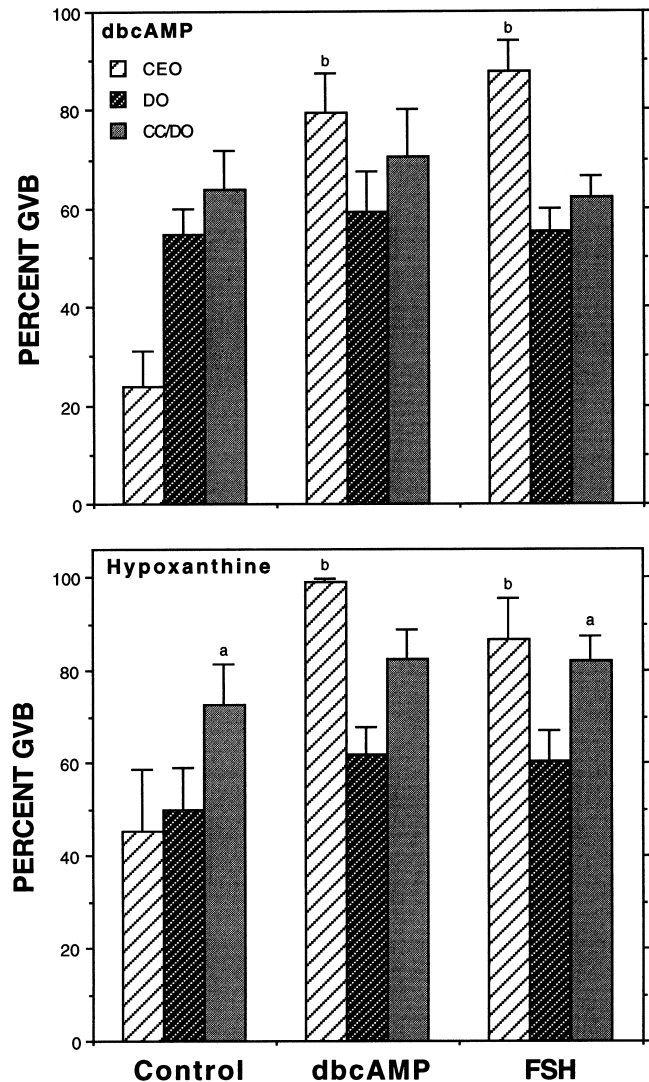 dbcAMP
CEO
DO
CC/DO
b
b
100
80
60
40
20
0
PERCENT GVB
Hypoxanthine
b
b
a
a
100
80
60
40
20
0
PERCENT GVB
Control dbcAMP FSH